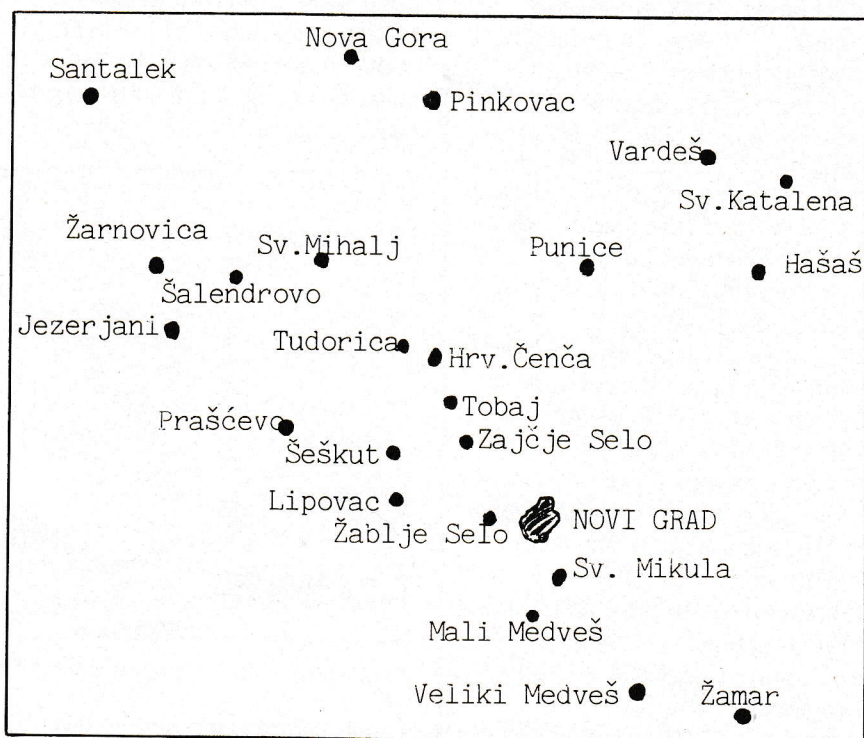 Nova Gora
Santalek
Pinkovac
Vardeš
Sv.Katalena
Žarnovica
Sv.Mihalj
Punice
Hašaš
Šalendrovo
Jezerjani
Tudorica
Hrv.Čenča
Tobaj
Prašćevo
Zajčje Selo
Šeškut
Lipovac
NOVI GRAD
Žablje Selo
Sv. Mikula
Mali Medveš
Veliki Medveš
Žamar